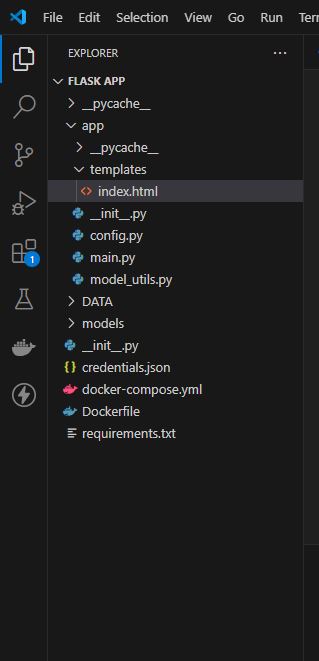 File Edit Selection View Go Run Term
EXPLORER
FLASK APP
__pycache__
app
__pycache__
templates
index.html
__init__.py
config.py
main.py
model_utils.py
DATA
models
1
__init__.py
credentials.json
docker-compose.yml
Dockerfile
requirements.txt